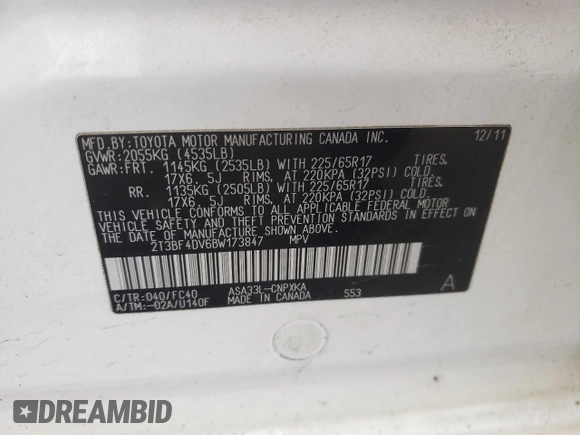 MFD.BY:TOYOTA MOTOR MANUFACTURING CANADA INC. 12/11
GVWR:2055KG (4535LB)
GAWR:FRT. 1145KG (2535LB) WITH 225/65R17 TIRES.
17X6. 5J RIMS, AT 220KPA (32PSI) COLD.
RR. 1135KG (2505LB) WITH 225/65R17 TIRES.
17X6. 5J RIMS, AT 220KPA (32PSI) COLD.
THIS VEHICLE CONFORMS TO ALL APPLICABLE FEDERAL MOTOR
VEHICLE SAFETY AND THEFT PREVENTION STANDARDS IN EFFECT ON
THE DATE OF MANUFACTURE SHOWN ABOVE.
2T3BF4DV6BW173847 MPV
C/TR:040/FC40 ASA33L-CNPXKA A
A/TM:-02A/U140F MADE IN CANADA 553
DREAMBID